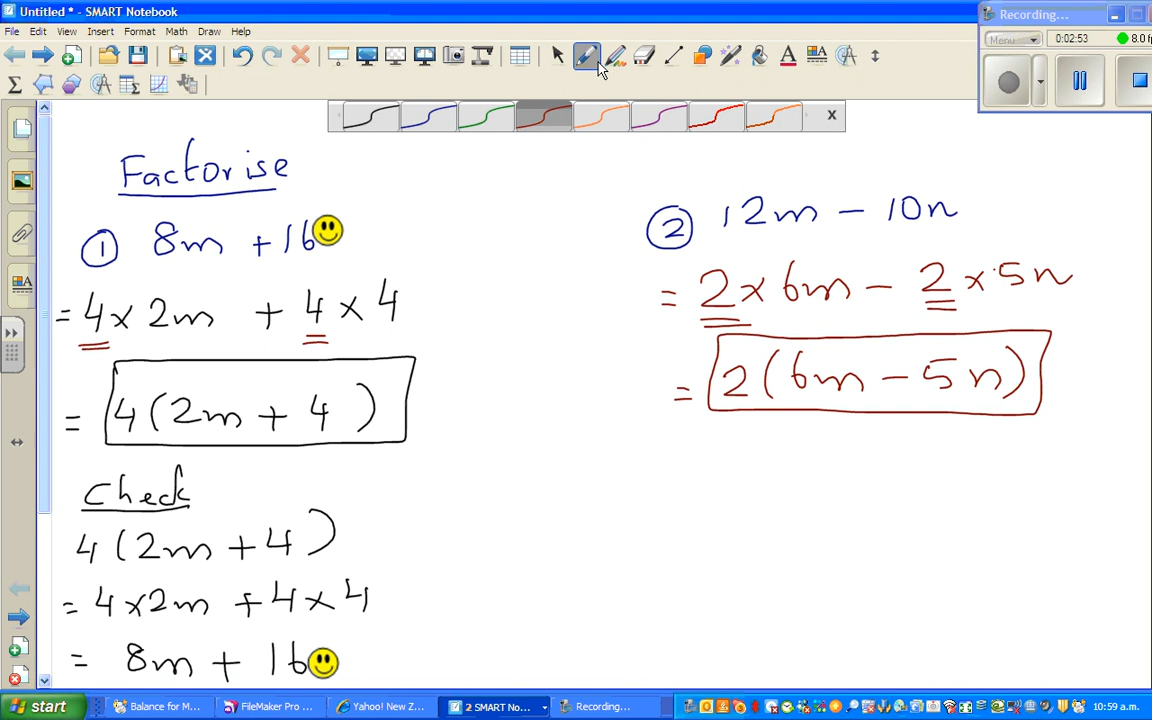 Untitled * - SMART Notebook
Recording...
File Edit View Insert Format Math Draw Help
Menu 0:02:53 8.0 f
Factorise
① 8m + 16
= 4 × 2m + 4 × 4
= 4(2m + 4)
Check
4(2m + 4)
= 4 × 2m + 4 × 4
= 8m + 16
② 12m - 10n
= 2 × 6m - 2 × 5n
= 2(6m - 5n)
start Balance for M... FileMaker Pro ... Yahoo! New Z... 2 SMART No... Recording... 10:59 a.m.